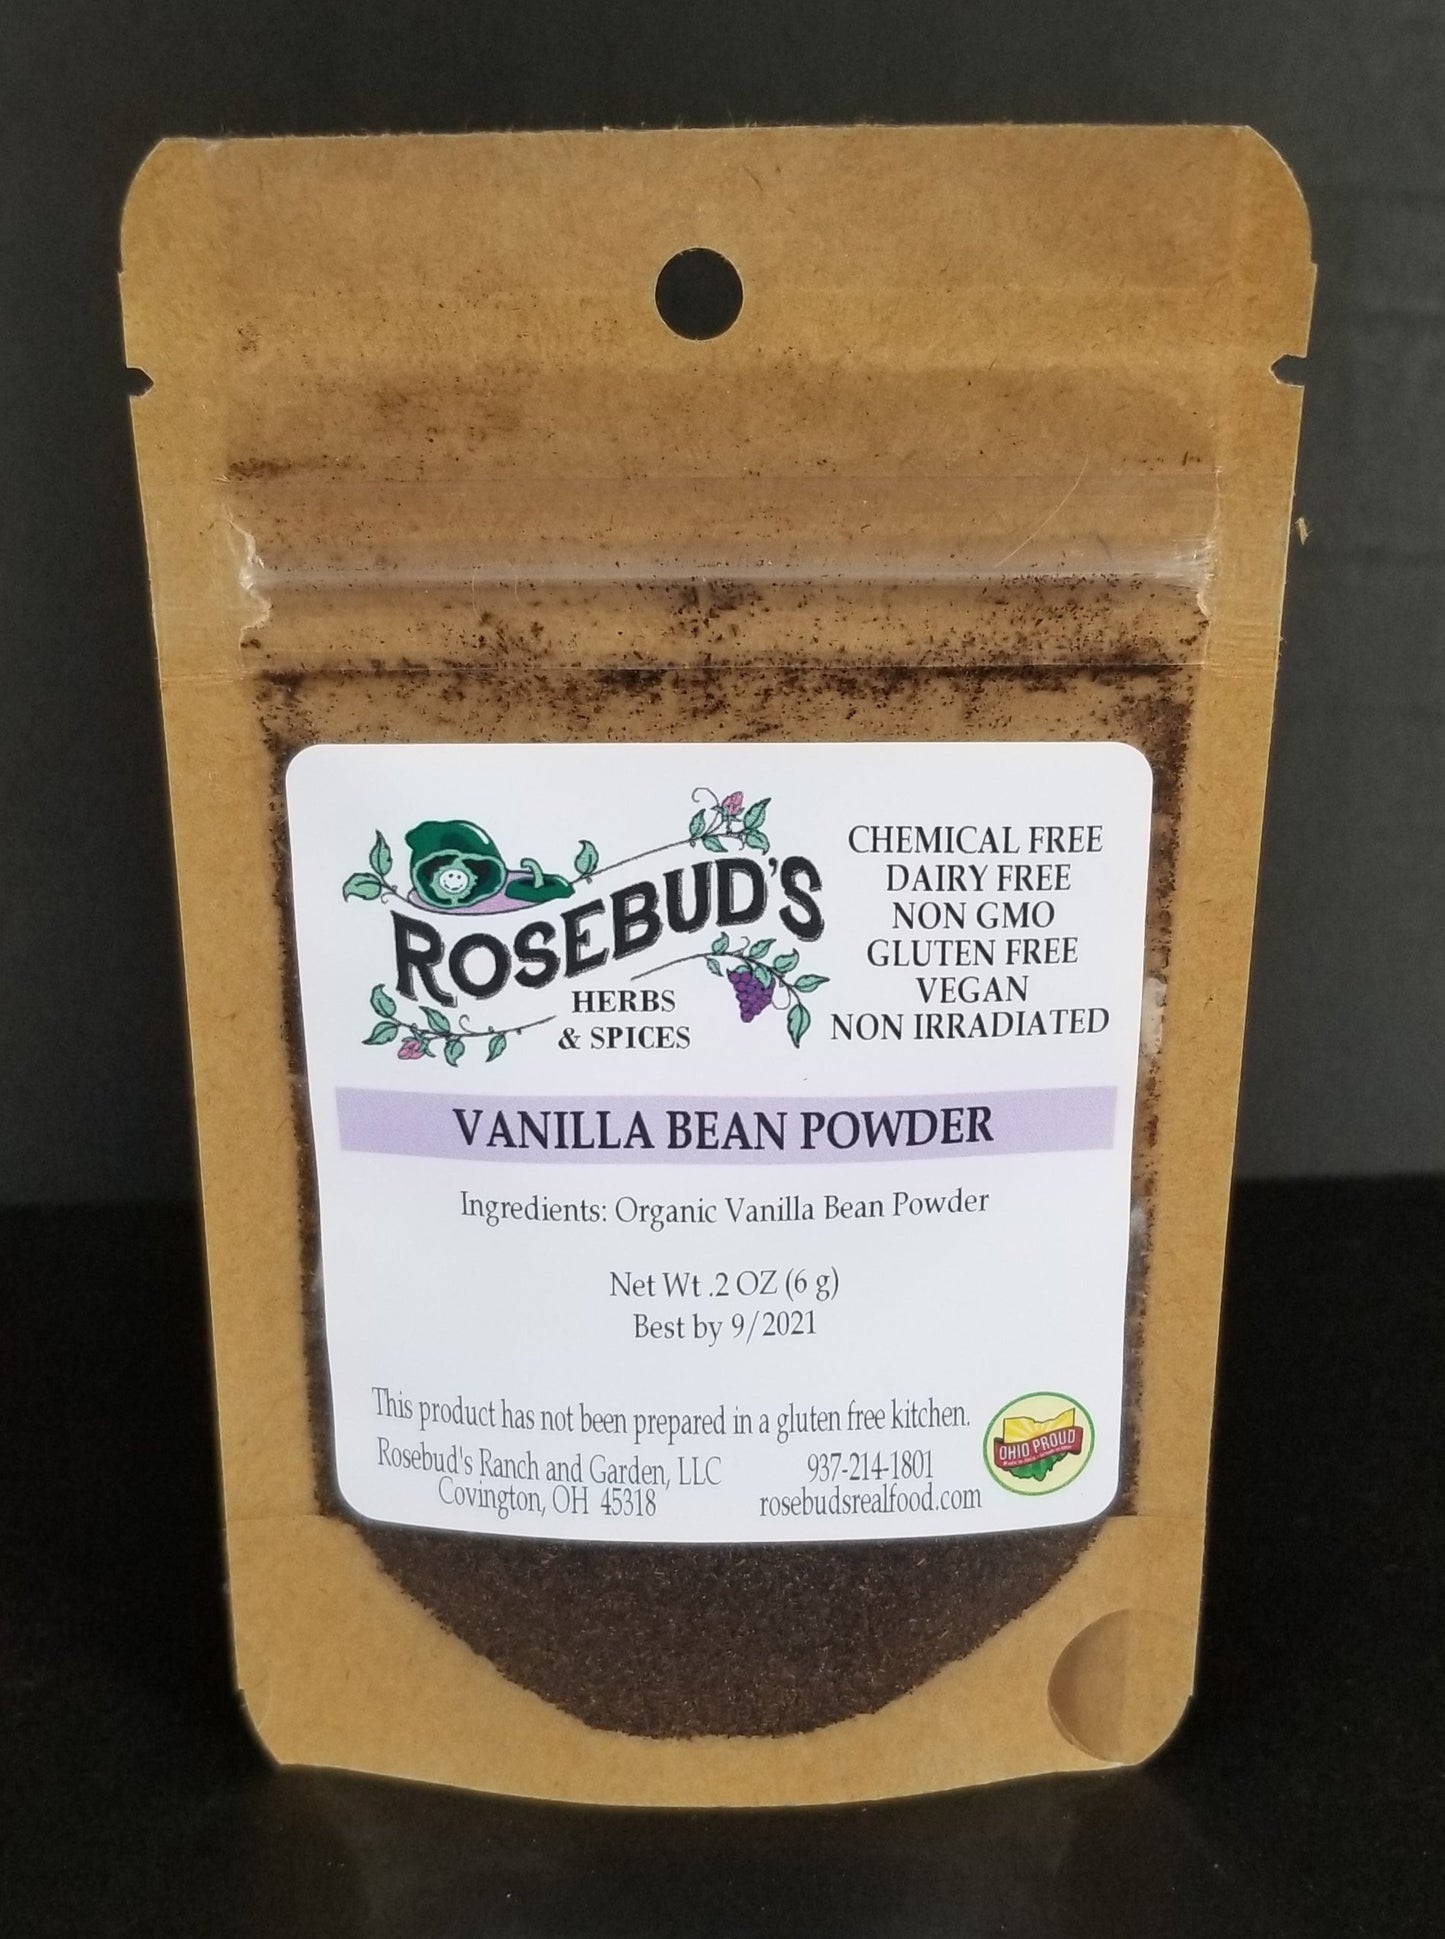 ROSEBUD'S
HERBS
& SPICES
CHEMICAL FREE
DAIRY FREE
NON GMO
GLUTEN FREE
VEGAN
NON IRRADIATED
VANILLA BEAN POWDER
Ingredients: Organic Vanilla Bean Powder
Net Wt .2 OZ (6 g)
Best by 9/2021
This product has not been prepared in a gluten free kitchen.
Rosebud's Ranch and Garden, LLC
Covington, OH 45318
937-214-1801
rosebudsrealfood.com
OHIO PROUD